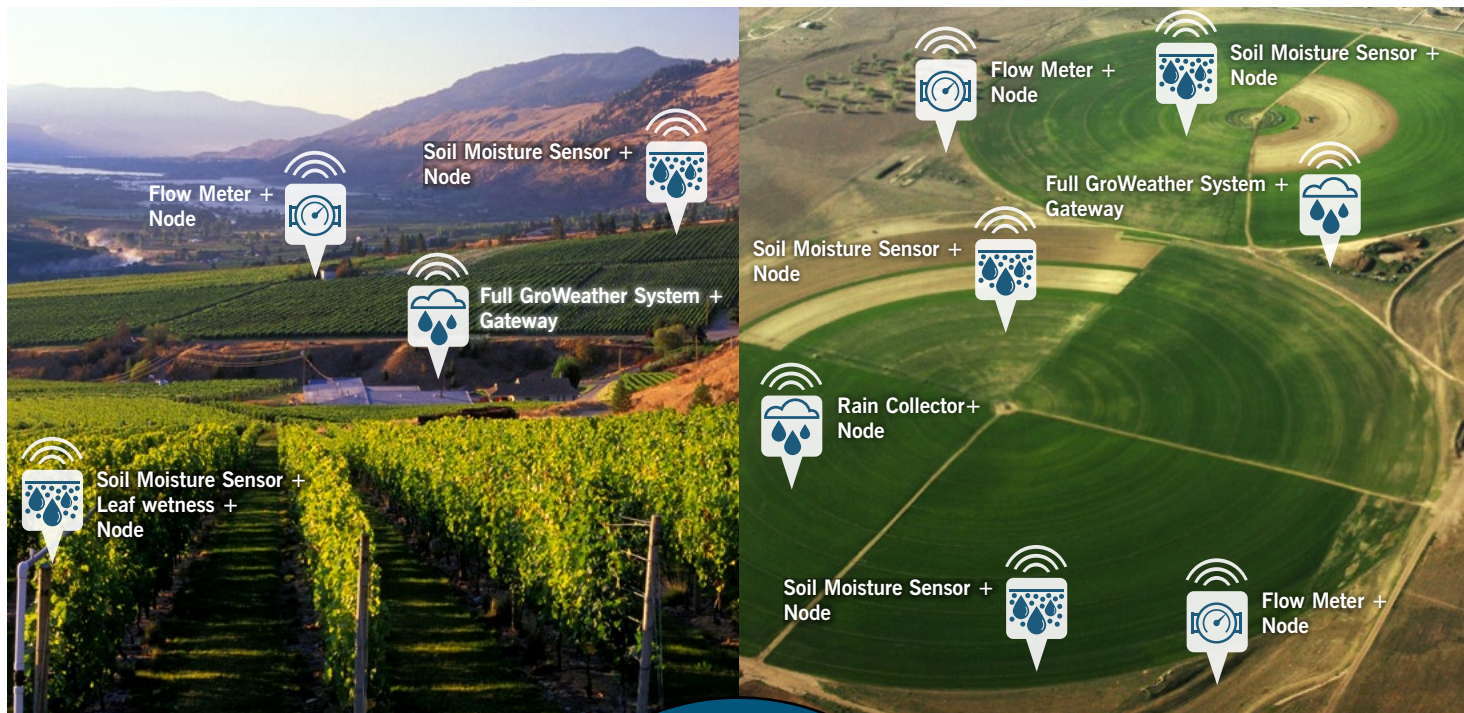 Flow Meter +
Node
Soil Moisture Sensor +
Node
Full GroWeather System +
Gateway
Soil Moisture Sensor +
Leaf wetness +
Node
Flow Meter +
Node
Soil Moisture Sensor +
Node
Full GroWeather System +
Gateway
Soil Moisture Sensor +
Node
Rain Collector+
Node
Soil Moisture Sensor +
Node
Flow Meter +
Node